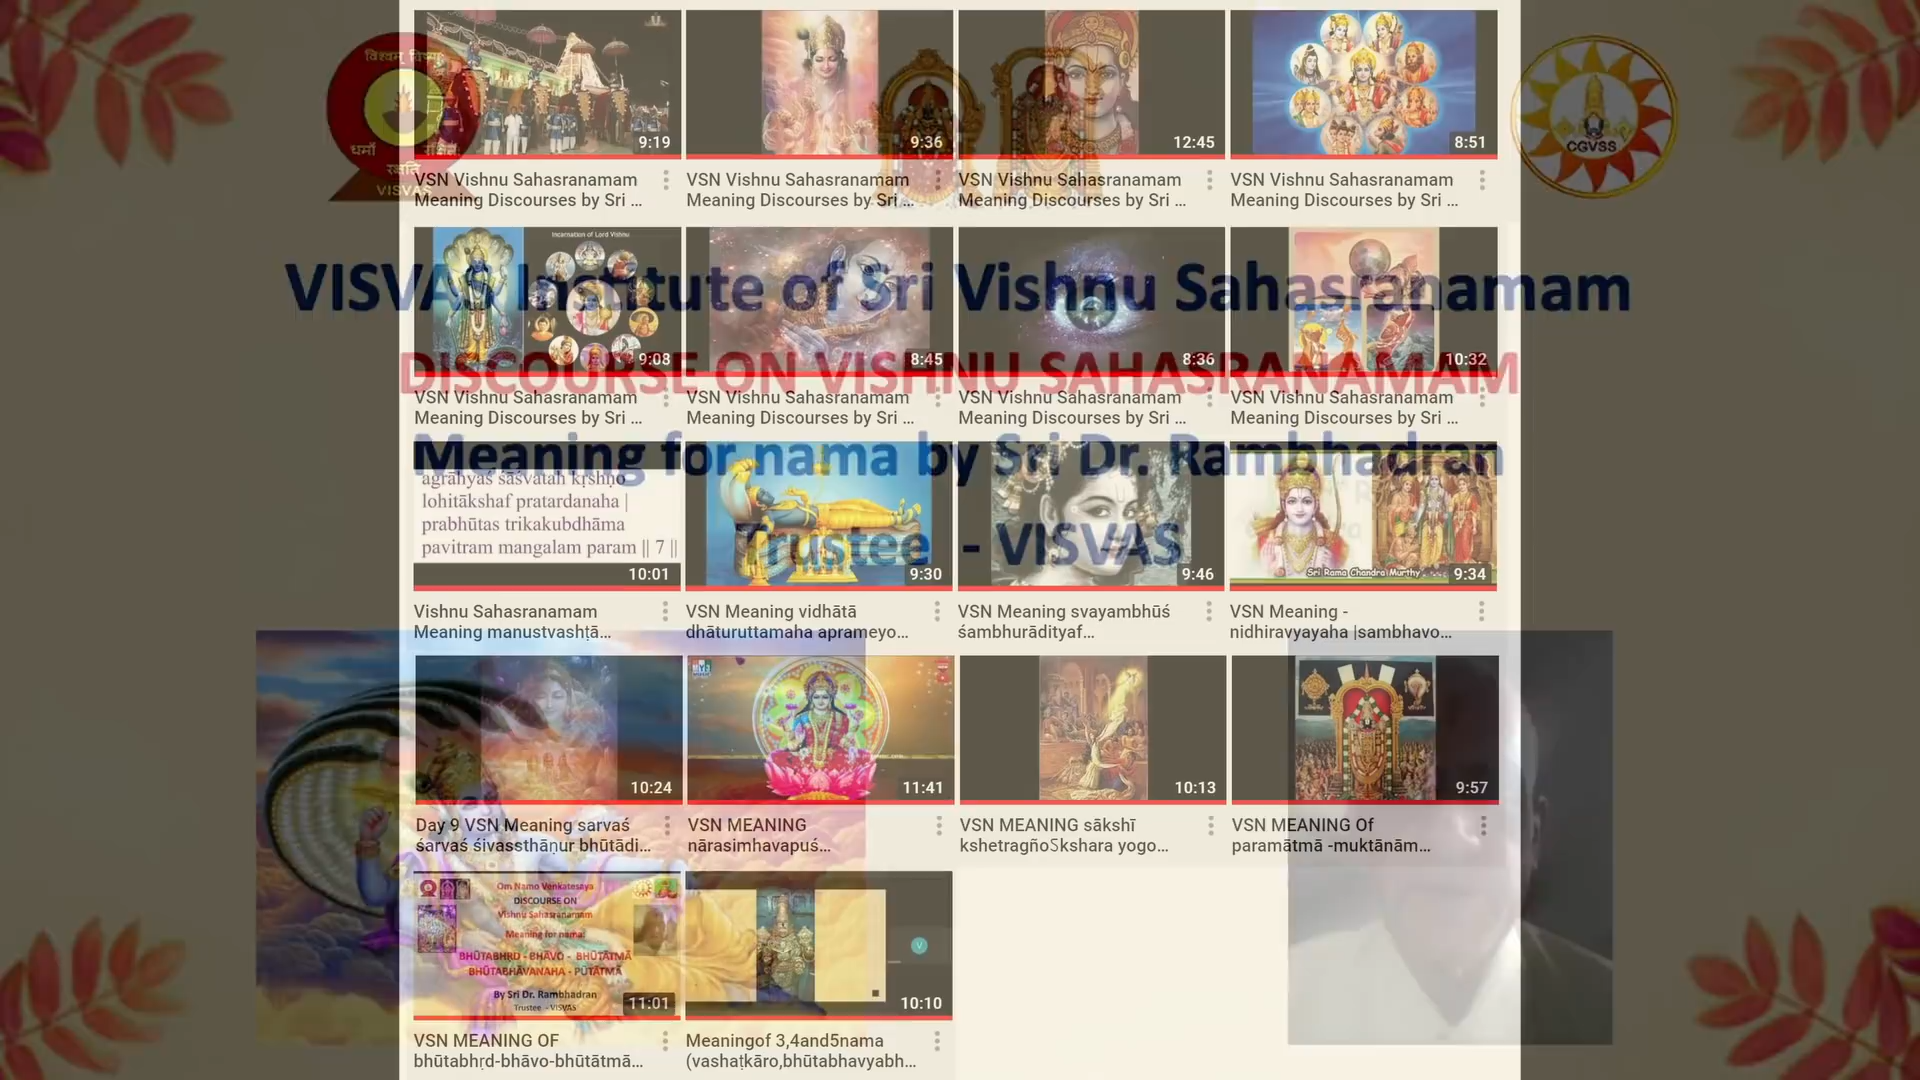 विश्वम् विष्णु
धर्मो रक्षति
रक्षति
VISVAS
CGVSS
9:19
9:36
12:45
8:51
VSN Vishnu Sahasranamam
Meaning Discourses by Sri ...
VSN Vishnu Sahasranamam
Meaning Discourses by Sri ...
VSN Vishnu Sahasranamam
Meaning Discourses by Sri ...
VSN Vishnu Sahasranamam
Meaning Discourses by Sri ...
VISVAS Institute of Sri Vishnu Sahasranamam
DISCOURSE ON VISHNU SAHASRANAMAM
Meaning for nama by Sri Dr. Rambhadran
Trustee - VISVAS
Incarnation of Lord Vishnu
9:08
8:45
8:36
10:32
VSN Vishnu Sahasranamam
Meaning Discourses by Sri ...
VSN Vishnu Sahasranamam
Meaning Discourses by Sri ...
VSN Vishnu Sahasranamam
Meaning Discourses by Sri ...
VSN Vishnu Sahasranamam
Meaning Discourses by Sri ...
agrāhyaś śāśvatah kṛshṇo
lohitākshaf pratardanaha |
prabhūtas trikakubdhāma
pavitram mangalam param || 7 ||
10:01
9:30
9:46
Sri Rama Chandra Murthy
9:34
Vishnu Sahasranamam
Meaning manustvashṭā...
VSN Meaning vidhātā
dhāturuttamaha aprameyo...
VSN Meaning svayambhūś
śambhurādityaf...
VSN Meaning -
nidhiravyayaha |sambhavo...
10:24
11:41
10:13
9:57
Day 9 VSN Meaning sarvaś
śarvaś śivassthāṇur bhūtādi...
VSN MEANING
nārasimhavapuś...
VSN MEANING sākshī
kshetragñoSkshara yogo...
VSN MEANING Of
paramātmā -muktānām...
Om Namo Venkatesaya
DISCOURSE ON
Vishnu Sahasranamam
Meaning for nama:
BHŪTABHRD - BHĀVO - BHŪTĀTMĀ
BHŪTABHĀVANAHA - PŪTĀTMĀ
By Sri Dr. Rambhadran
Trustee - VISVAS
11:01
V
10:10
VSN MEANING OF
bhūtabhṛd-bhāvo-bhūtātmā...
Meaningof 3,4and5nama
(vashaṭkāro,bhūtabhavyabh...